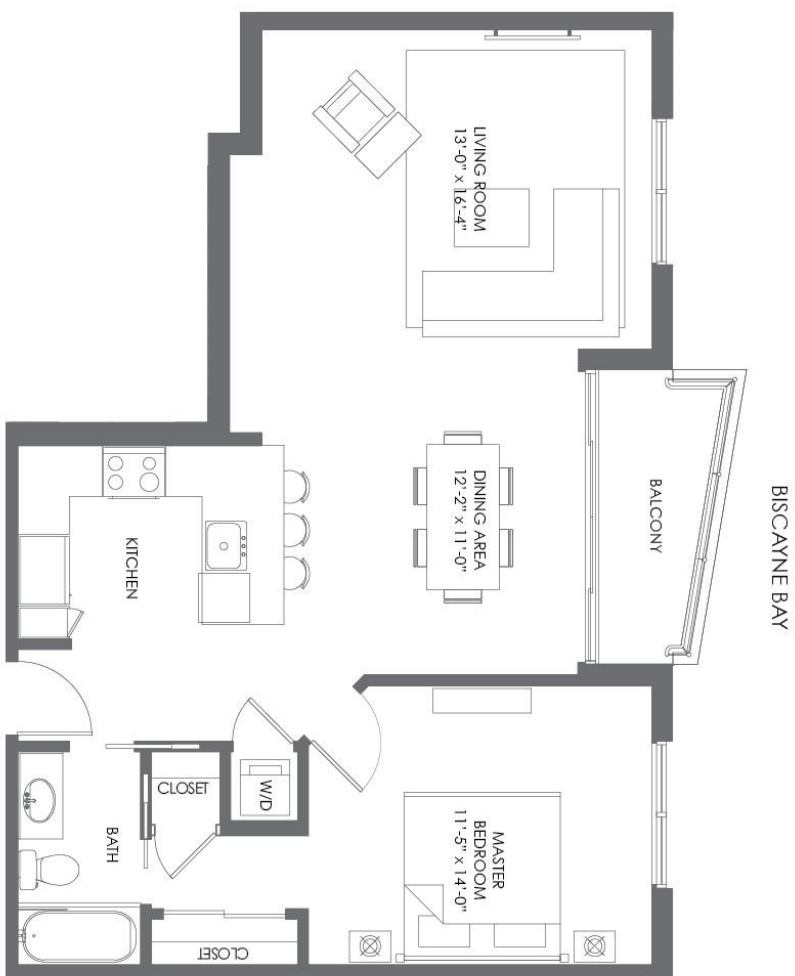 BISCAYNE BAY
LIVING ROOM
13'-0" x 16'-4"
BALCONY
DINING AREA
12'-2" x 11'-0"
KITCHEN
MASTER
BEDROOM
11'-5" x 14'-0"
W/D
CLOSET
BATH
CLOSET